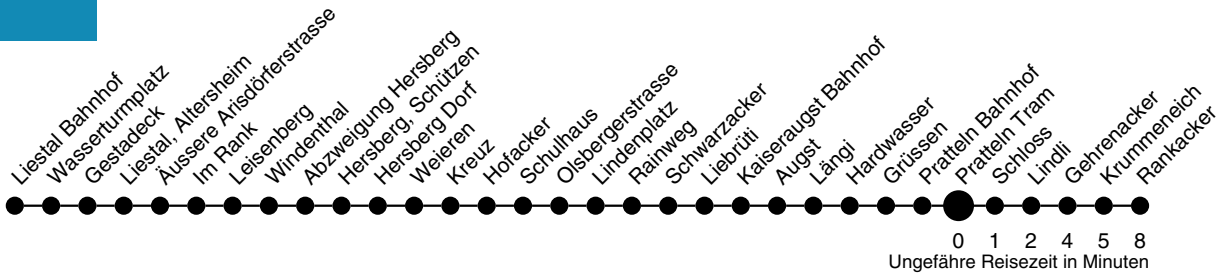 Liestal Bahnhof
Wasserturmplatz
Gestadeck
Liestal, Altersheim
Äussere Arisdörferstrasse
Im Rank
Leisenberg
Windenthal
Abzweigung Hersberg
Hersberg, Schützen
Hersberg Dorf
Weieren
Kreuz
Hofacker
Schulhaus
Olsbergerstrasse
Lindenplatz
Rainweg
Schwarzacker
Liebrüti
Kaiseraugst Bahnhof
Augst
Längi
Hardwasser
Grüssen
Pratteln Bahnhof
Pratteln Tram
Schloss
Lindli
Gehrenacker
Krummeneich
Rankacker
0 1 2 4 5 8
Ungefähre Reisezeit in Minuten